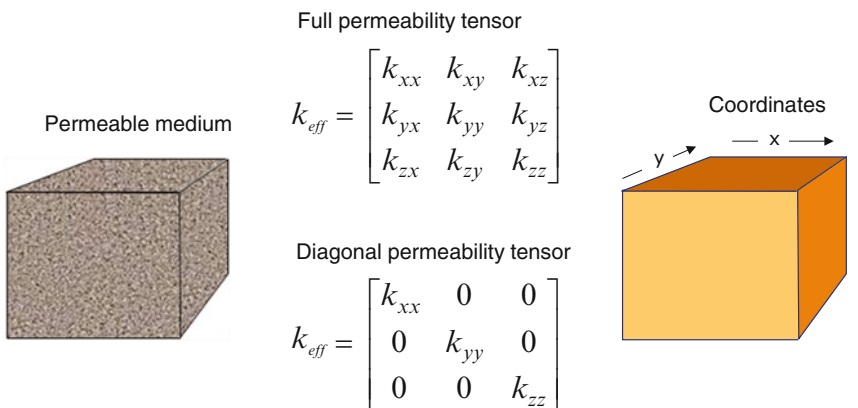 Full permeability tensor
k_eff = [ k_xx k_xy k_xz
k_yx k_yy k_yz
k_zx k_zy k_zz ]
Permeable medium
Coordinates
x
y
Diagonal permeability tensor
k_eff = [ k_xx 0 0
0 k_yy 0
0 0 k_zz ]